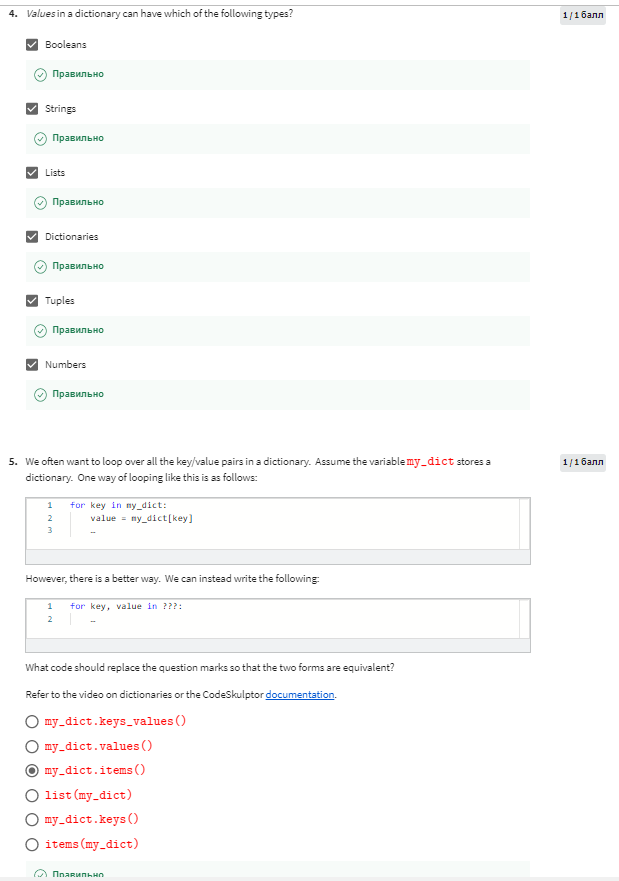 4. Values in a dictionary can have which of the following types?
1 / 1 балл
Booleans
Правильно
Strings
Правильно
Lists
Правильно
Dictionaries
Правильно
Tuples
Правильно
Numbers
Правильно
5. We often want to loop over all the key/value pairs in a dictionary. Assume the variable my_dict stores a
1 / 1 балл
dictionary. One way of looping like this is as follows:
1 for key in my_dict:
2 value = my_dict[key]
3 …
However, there is a better way. We can instead write the following:
1 for key, value in ???:
2 …
What code should replace the question marks so that the two forms are equivalent?
Refer to the video on dictionaries or the CodeSkulptor documentation.
my_dict.keys_values()
my_dict.values()
my_dict.items()
list(my_dict)
my_dict.keys()
items(my_dict)
Правильно